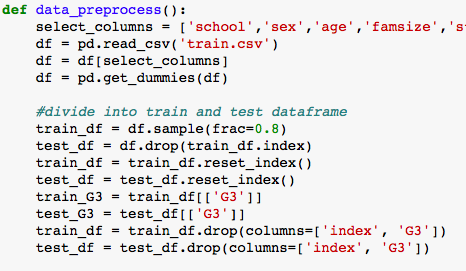 def data_preprocess():
select_columns = ['school','sex','age','famsize','s
df = pd.read_csv('train.csv')
df = df[select_columns]
df = pd.get_dummies(df)
#divide into train and test dataframe
train_df = df.sample(frac=0.8)
test_df = df.drop(train_df.index)
train_df = train_df.reset_index()
test_df = test_df.reset_index()
train_G3 = train_df[['G3']]
test_G3 = test_df[['G3']]
train_df = train_df.drop(columns=['index', 'G3'])
test_df = test_df.drop(columns=['index', 'G3'])